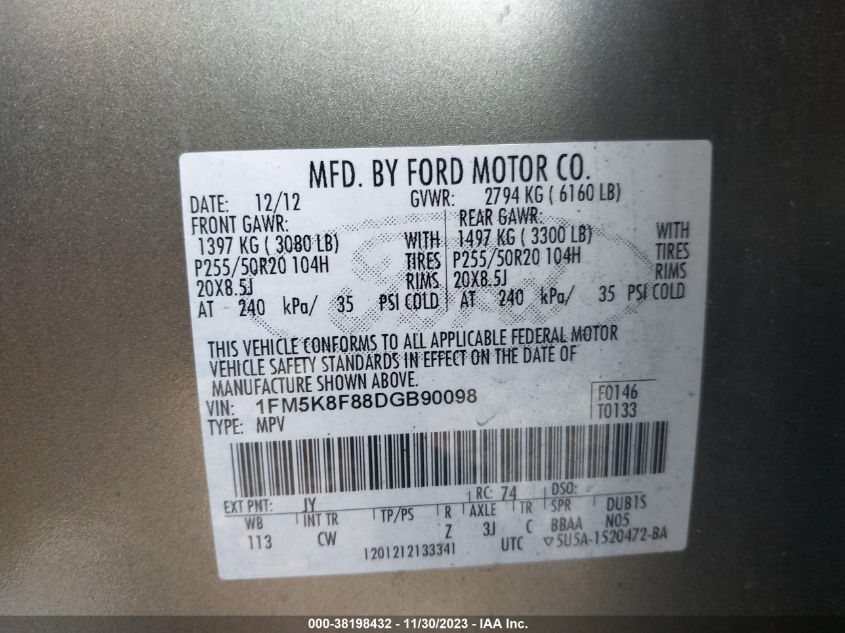 MFD. BY FORD MOTOR CO.
DATE: 12/12 GVWR: 2794 KG ( 6160 LB)
FRONT GAWR: REAR GAWR:
1397 KG ( 3080 LB) WITH 1497 KG ( 3300 LB) WITH
P255/50R20 104H TIRES P255/50R20 104H TIRES
20X8.5J RIMS 20X8.5J RIMS
AT 240 kPa/ 35 PSI COLD AT 240 kPa/ 35 PSI COLD
THIS VEHICLE CONFORMS TO ALL APPLICABLE FEDERAL MOTOR
VEHICLE SAFETY STANDARDS IN EFFECT ON THE DATE OF
MANUFACTURE SHOWN ABOVE.
VIN: 1FM5K8F88DGB90098 F0146
TYPE: MPV T0133
EXT PNT: JY RC: 74 DSO:
WB INT TR TP/PS R AXLE TR SPR DUB1S
113 CW Z 3J C BBAA N05
1201212133341 UTC ▽5U5A-1520472-BA
000-38198432 - 11/30/2023 - IAA Inc.